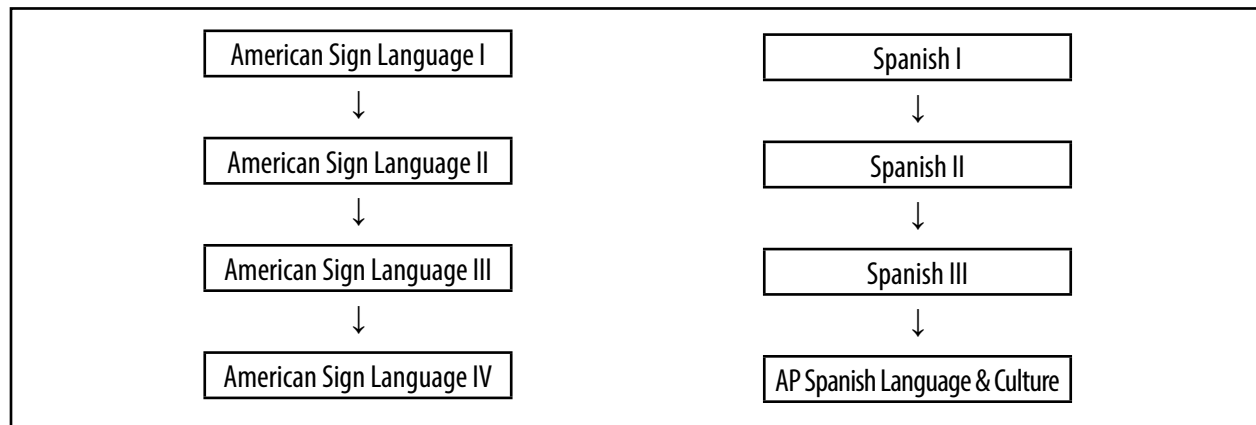 American Sign Language I
↓
American Sign Language II
↓
American Sign Language III
↓
American Sign Language IV
Spanish I
↓
Spanish II
↓
Spanish III
↓
AP Spanish Language & Culture